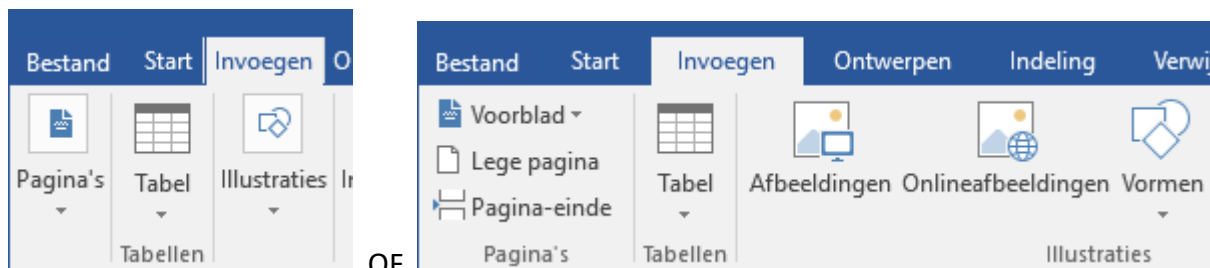 Bestand Start Invoegen O
Pagina's Tabel Illustraties
Tabellen
OF
Bestand Start Invoegen Ontwerpen Indeling Verwij
Voorblad
Lege pagina
Pagina-einde
Tabel Afbeeldingen Onlineafbeeldingen Vormen
Pagina's Tabellen Illustraties